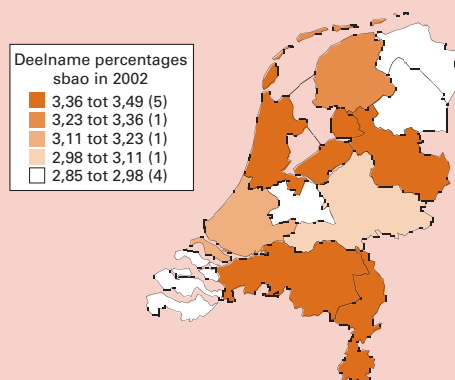 Deelname percentages
sbao in 2002
3,36 tot 3,49 (5)
3,23 tot 3,36 (1)
3,11 tot 3,23 (1)
2,98 tot 3,11 (1)
2,85 tot 2,98 (4)